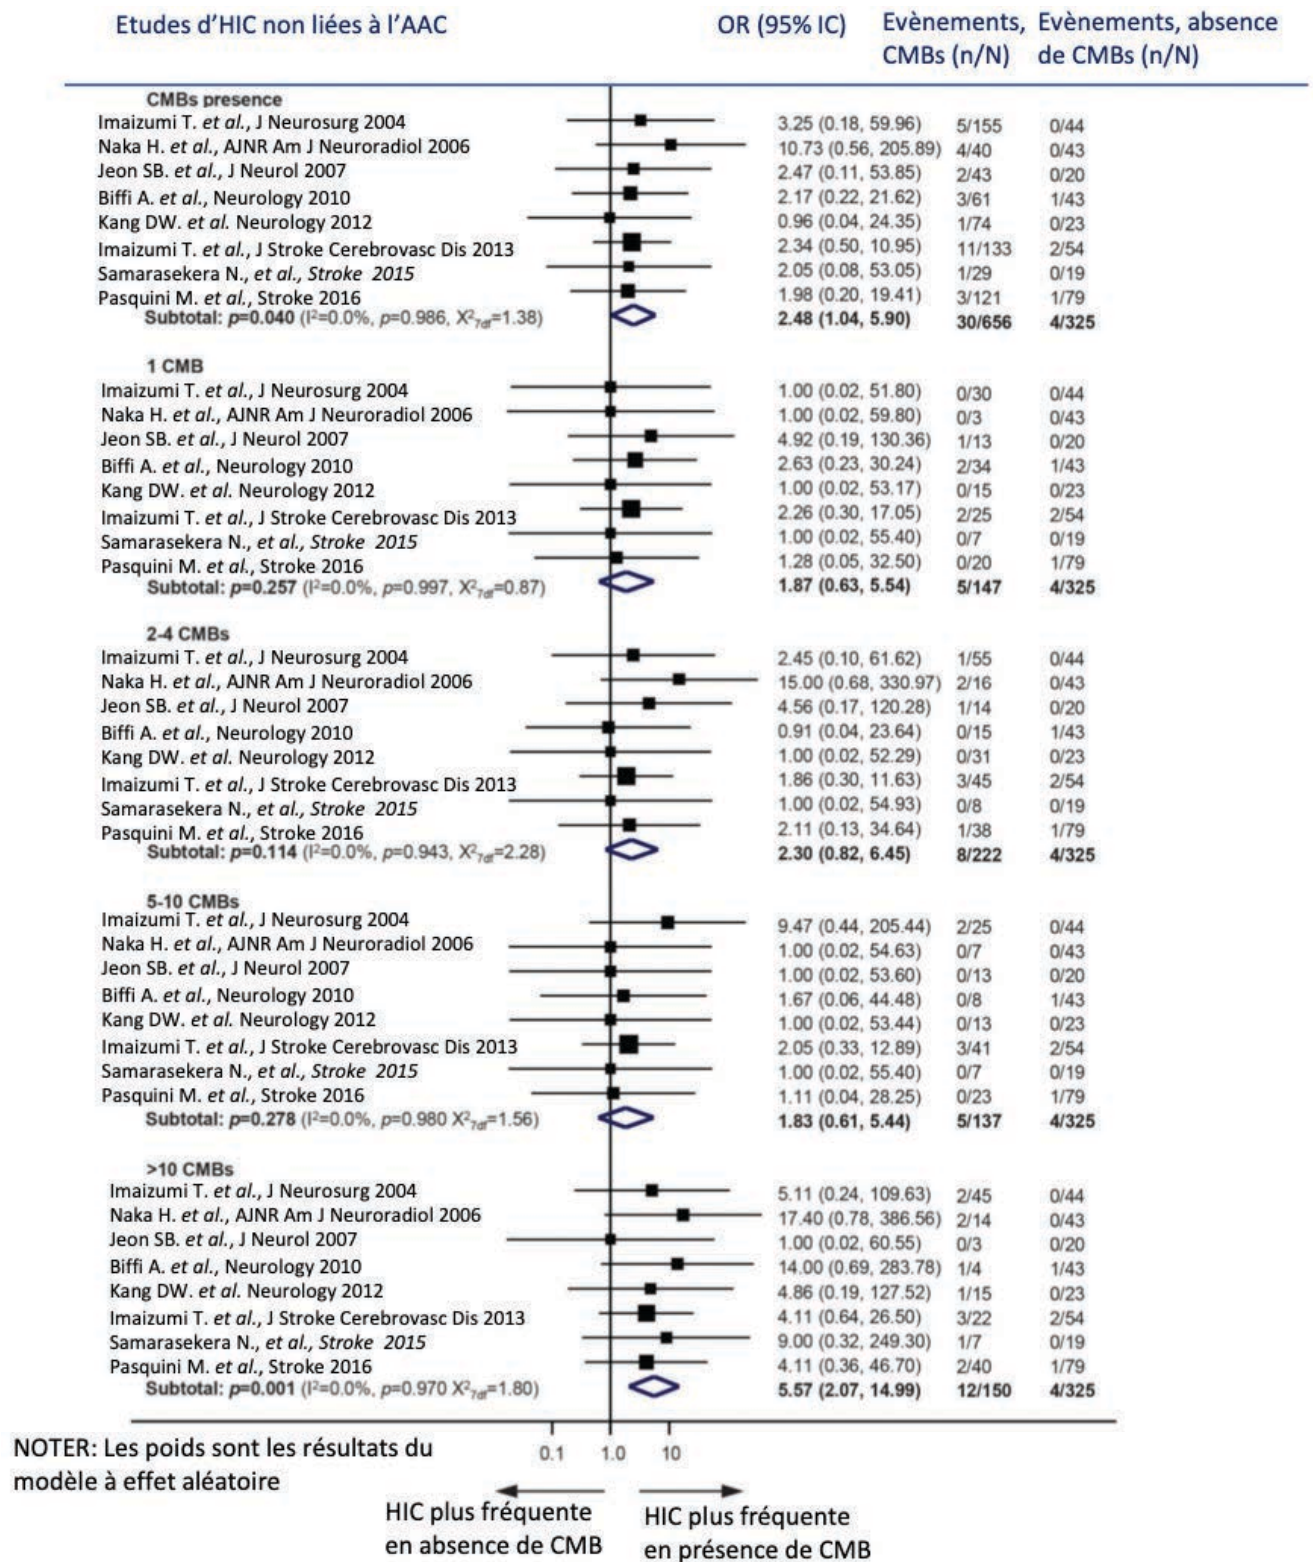 Etudes d’HIC non liées à l’AAC OR (95% IC) Evènements, CMBs (n/N) Evènements, absence de CMBs (n/N)
CMBs presence
Imaizumi T. et al., J Neurosurg 2004 3.25 (0.18, 59.96) 5/155 0/44
Naka H. et al., AJNR Am J Neuroradiol 2006 10.73 (0.56, 205.89) 4/40 0/43
Jeon SB. et al., J Neurol 2007 2.47 (0.11, 53.85) 2/43 0/20
Biffi A. et al., Neurology 2010 2.17 (0.22, 21.62) 3/61 1/43
Kang DW. et al. Neurology 2012 0.96 (0.04, 24.35) 1/74 0/23
Imaizumi T. et al., J Stroke Cerebrovasc Dis 2013 2.34 (0.50, 10.95) 11/133 2/54
Samarasekera N., et al., Stroke 2015 2.05 (0.08, 53.05) 1/29 0/19
Pasquini M. et al., Stroke 2016 1.98 (0.20, 19.41) 3/121 1/79
Subtotal: p=0.040 (I²=0.0%, p=0.986, X²7df=1.38) 2.48 (1.04, 5.90) 30/656 4/325
1 CMB
Imaizumi T. et al., J Neurosurg 2004 1.00 (0.02, 51.80) 0/30 0/44
Naka H. et al., AJNR Am J Neuroradiol 2006 1.00 (0.02, 59.80) 0/3 0/43
Jeon SB. et al., J Neurol 2007 4.92 (0.19, 130.36) 1/13 0/20
Biffi A. et al., Neurology 2010 2.63 (0.23, 30.24) 2/34 1/43
Kang DW. et al. Neurology 2012 1.00 (0.02, 53.17) 0/15 0/23
Imaizumi T. et al., J Stroke Cerebrovasc Dis 2013 2.26 (0.30, 17.05) 2/25 2/54
Samarasekera N., et al., Stroke 2015 1.00 (0.02, 55.40) 0/7 0/19
Pasquini M. et al., Stroke 2016 1.28 (0.05, 32.50) 0/20 1/79
Subtotal: p=0.257 (I²=0.0%, p=0.997, X²7df=0.87) 1.87 (0.63, 5.54) 5/147 4/325
2-4 CMBs
Imaizumi T. et al., J Neurosurg 2004 2.45 (0.10, 61.62) 1/55 0/44
Naka H. et al., AJNR Am J Neuroradiol 2006 15.00 (0.68, 330.97) 2/16 0/43
Jeon SB. et al., J Neurol 2007 4.56 (0.17, 120.28) 1/14 0/20
Biffi A. et al., Neurology 2010 0.91 (0.04, 23.64) 0/15 1/43
Kang DW. et al. Neurology 2012 1.00 (0.02, 52.29) 0/31 0/23
Imaizumi T. et al., J Stroke Cerebrovasc Dis 2013 1.86 (0.30, 11.63) 3/45 2/54
Samarasekera N., et al., Stroke 2015 1.00 (0.02, 54.93) 0/8 0/19
Pasquini M. et al., Stroke 2016 2.11 (0.13, 34.64) 1/38 1/79
Subtotal: p=0.114 (I²=0.0%, p=0.943, X²7df=2.28) 2.30 (0.82, 6.45) 8/222 4/325
5-10 CMBs
Imaizumi T. et al., J Neurosurg 2004 9.47 (0.44, 205.44) 2/25 0/44
Naka H. et al., AJNR Am J Neuroradiol 2006 1.00 (0.02, 54.63) 0/7 0/43
Jeon SB. et al., J Neurol 2007 1.00 (0.02, 53.60) 0/13 0/20
Biffi A. et al., Neurology 2010 1.67 (0.06, 44.48) 0/8 1/43
Kang DW. et al. Neurology 2012 1.00 (0.02, 53.44) 0/13 0/23
Imaizumi T. et al., J Stroke Cerebrovasc Dis 2013 2.05 (0.33, 12.89) 3/41 2/54
Samarasekera N., et al., Stroke 2015 1.00 (0.02, 55.40) 0/7 0/19
Pasquini M. et al., Stroke 2016 1.11 (0.04, 28.25) 0/23 1/79
Subtotal: p=0.278 (I²=0.0%, p=0.980 X²7df=1.56) 1.83 (0.61, 5.44) 5/137 4/325
>10 CMBs
Imaizumi T. et al., J Neurosurg 2004 5.11 (0.24, 109.63) 2/45 0/44
Naka H. et al., AJNR Am J Neuroradiol 2006 17.40 (0.78, 386.56) 2/14 0/43
Jeon SB. et al., J Neurol 2007 1.00 (0.02, 60.55) 0/3 0/20
Biffi A. et al., Neurology 2010 14.00 (0.69, 283.78) 1/4 1/43
Kang DW. et al. Neurology 2012 4.86 (0.19, 127.52) 1/15 0/23
Imaizumi T. et al., J Stroke Cerebrovasc Dis 2013 4.11 (0.64, 26.50) 3/22 2/54
Samarasekera N., et al., Stroke 2015 9.00 (0.32, 249.30) 1/7 0/19
Pasquini M. et al., Stroke 2016 4.11 (0.36, 46.70) 2/40 1/79
Subtotal: p=0.001 (I²=0.0%, p=0.970 X²7df=1.80) 5.57 (2.07, 14.99) 12/150 4/325
0.1 1.0 10
NOTER: Les poids sont les résultats du
modèle à effet aléatoire
HIC plus fréquente
en absence de CMB
HIC plus fréquente
en présence de CMB